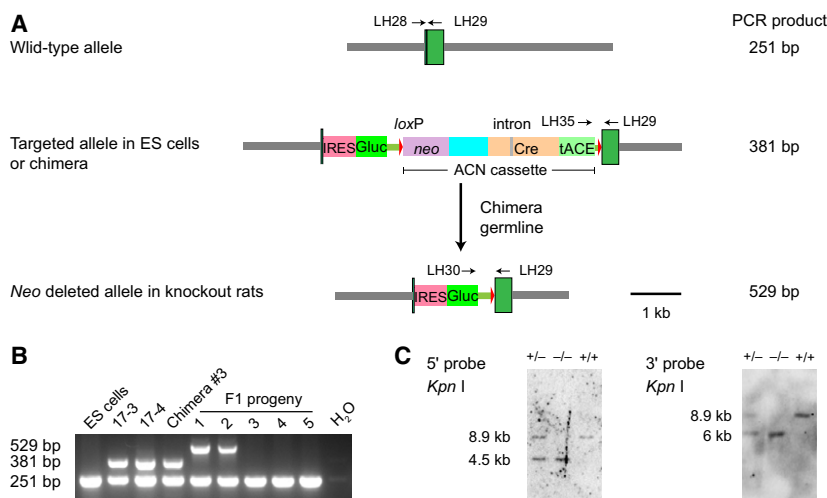 A
PCR product
LH28 LH29
Wlid-type allele
251 bp
loxP intron LH35 LH29
Targeted allele in ES cells
or chimera
IRES Gluc neo Cre tACE
381 bp
ACN cassette
Chimera
germline
LH30 LH29
Neo deleted allele in knockout rats
IRES Gluc
529 bp
1 kb
B
ES cells 17-3 17-4 Chimera #3 F1 progeny H2O
1 2 3 4 5
529 bp
381 bp
251 bp
C
5' probe
Kpn I
+/– –/– +/+
8.9 kb
4.5 kb
3' probe
Kpn I
+/– –/– +/+
8.9 kb
6 kb